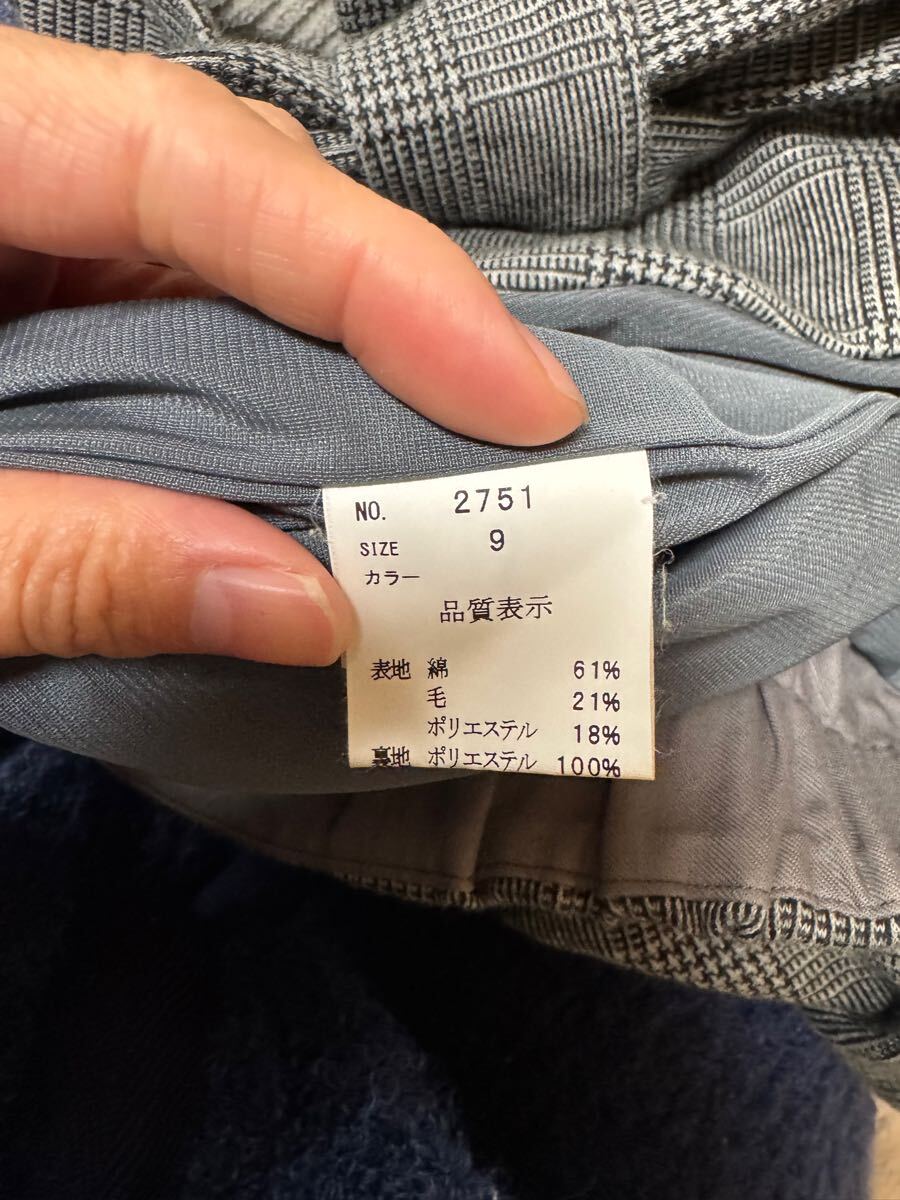 NO. 2751
SIZE 9
カラー
品質表示
表地 綿 61%
毛 21%
ポリエステル 18%
裏地 ポリエステル 100%